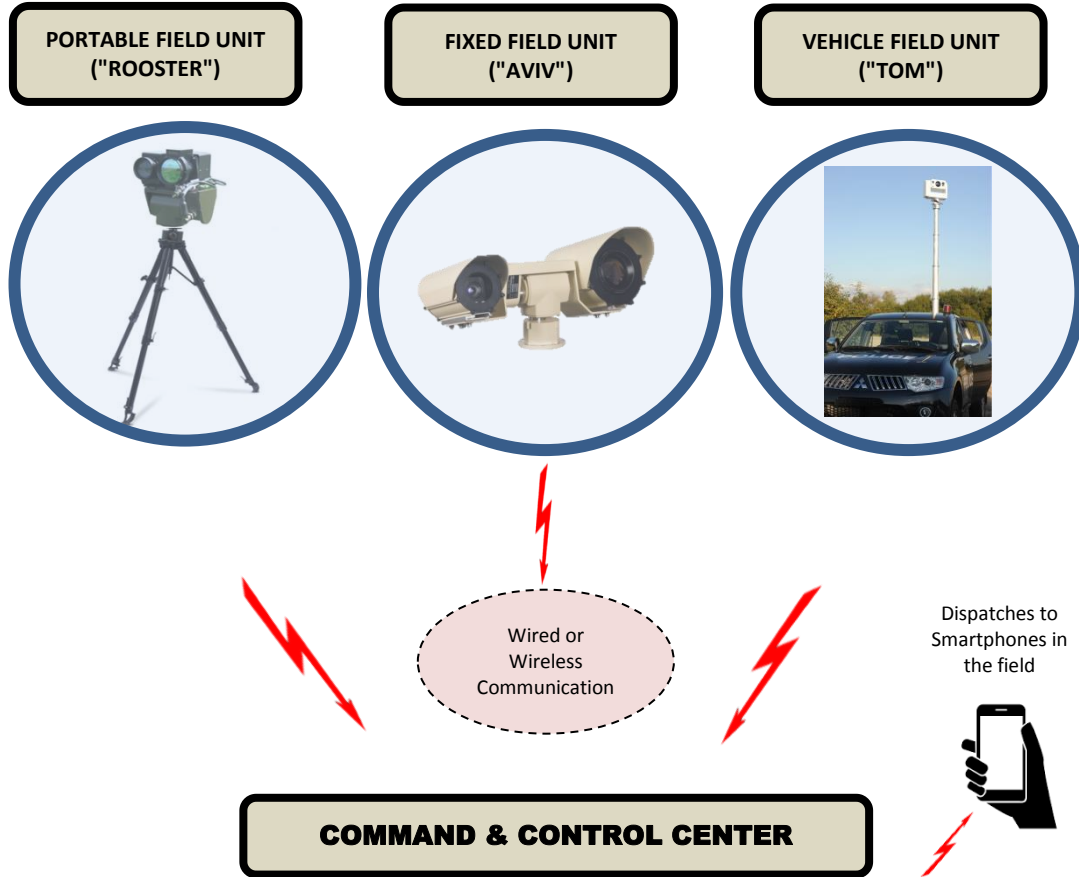 PORTABLE FIELD UNIT
("ROOSTER")
FIXED FIELD UNIT
("AVIV")
VEHICLE FIELD UNIT
("TOM")
Wired or
Wireless
Communication
Dispatches to
Smartphones in
the field
COMMAND & CONTROL CENTER